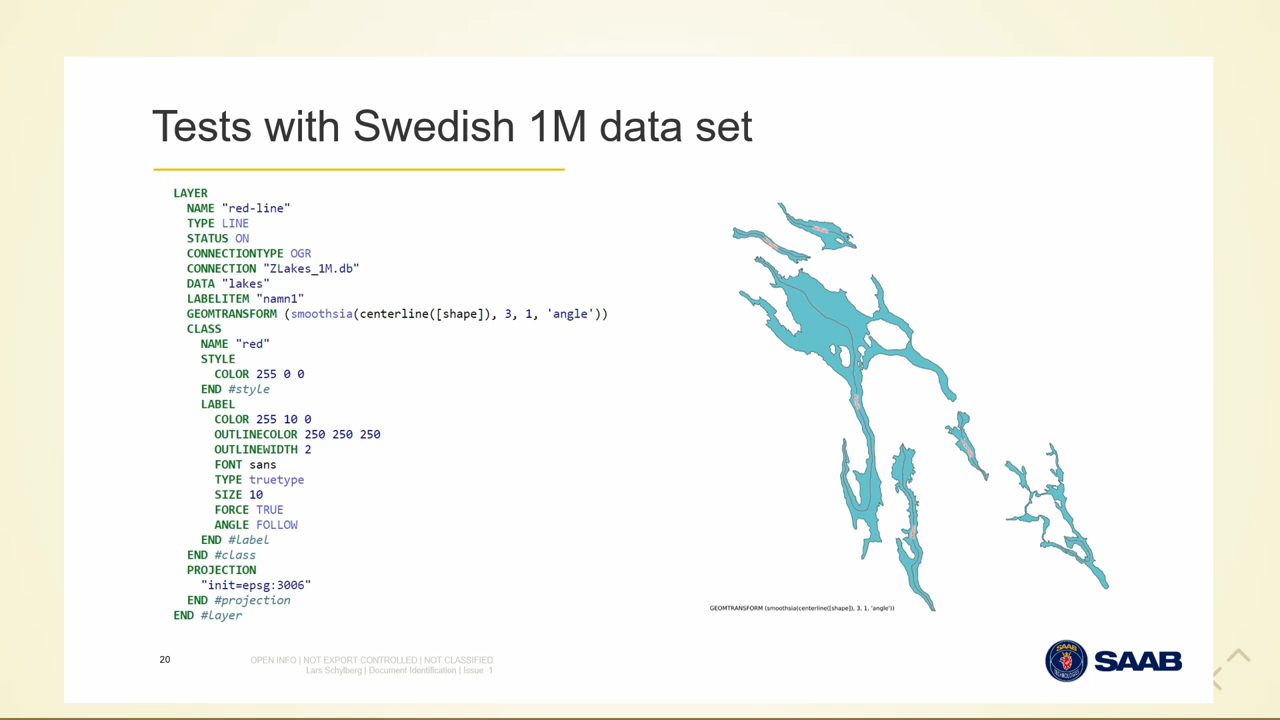 Tests with Swedish 1M data set
LAYER
NAME "red-line"
TYPE LINE
STATUS ON
CONNECTIONTYPE OGR
CONNECTION "ZLakes_1M.db"
DATA "lakes"
LABELITEM "namn1"
GEOMTRANSFORM (smoothsia(centerline([shape]), 3, 1, 'angle'))
CLASS
NAME "red"
STYLE
COLOR 255 0 0
END #style
LABEL
COLOR 255 10 0
OUTLINECOLOR 250 250 250
OUTLINEWIDTH 2
FONT sans
TYPE truetype
SIZE 10
FORCE TRUE
ANGLE FOLLOW
END #label
END #class
PROJECTION
"init=epsg:3006"
END #projection
END #layer
GEOMTRANSFORM (smoothsia(centerline([shape]), 3, 1, 'angle'))
20
OPEN INFO | NOT EXPORT CONTROLLED | NOT CLASSIFIED
Lars Schylberg | Document Identification | Issue 1
SAAB
SAAB